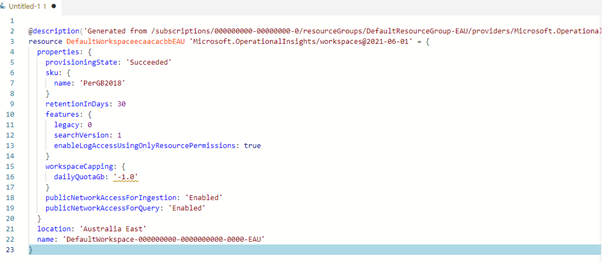 Untitled-1 1
1
2 @description('Generated from /subscriptions/000000000-00000000-0/resourceGroups/DefaultResourceGroup-EAU/providers/Microsoft.Operational
3 resource DefaultWorkspaceecaacacbbEAU 'Microsoft.OperationalInsights/workspaces@2021-06-01' = {
4 properties: {
5 provisioningState: 'Succeeded'
6 sku: {
7 name: 'PerGB2018'
8 }
9 retentionInDays: 30
10 features: {
11 legacy: 0
12 searchVersion: 1
13 enableLogAccessUsingOnlyResourcePermissions: true
14 }
15 workspaceCapping: {
16 dailyQuotaGb: '-1.0'
17 }
18 publicNetworkAccessForIngestion: 'Enabled'
19 publicNetworkAccessForQuery: 'Enabled'
20 }
21 location: 'Australia East'
22 name: 'DefaultWorkspace-000000000-0000000000-0000-EAU'
23 }